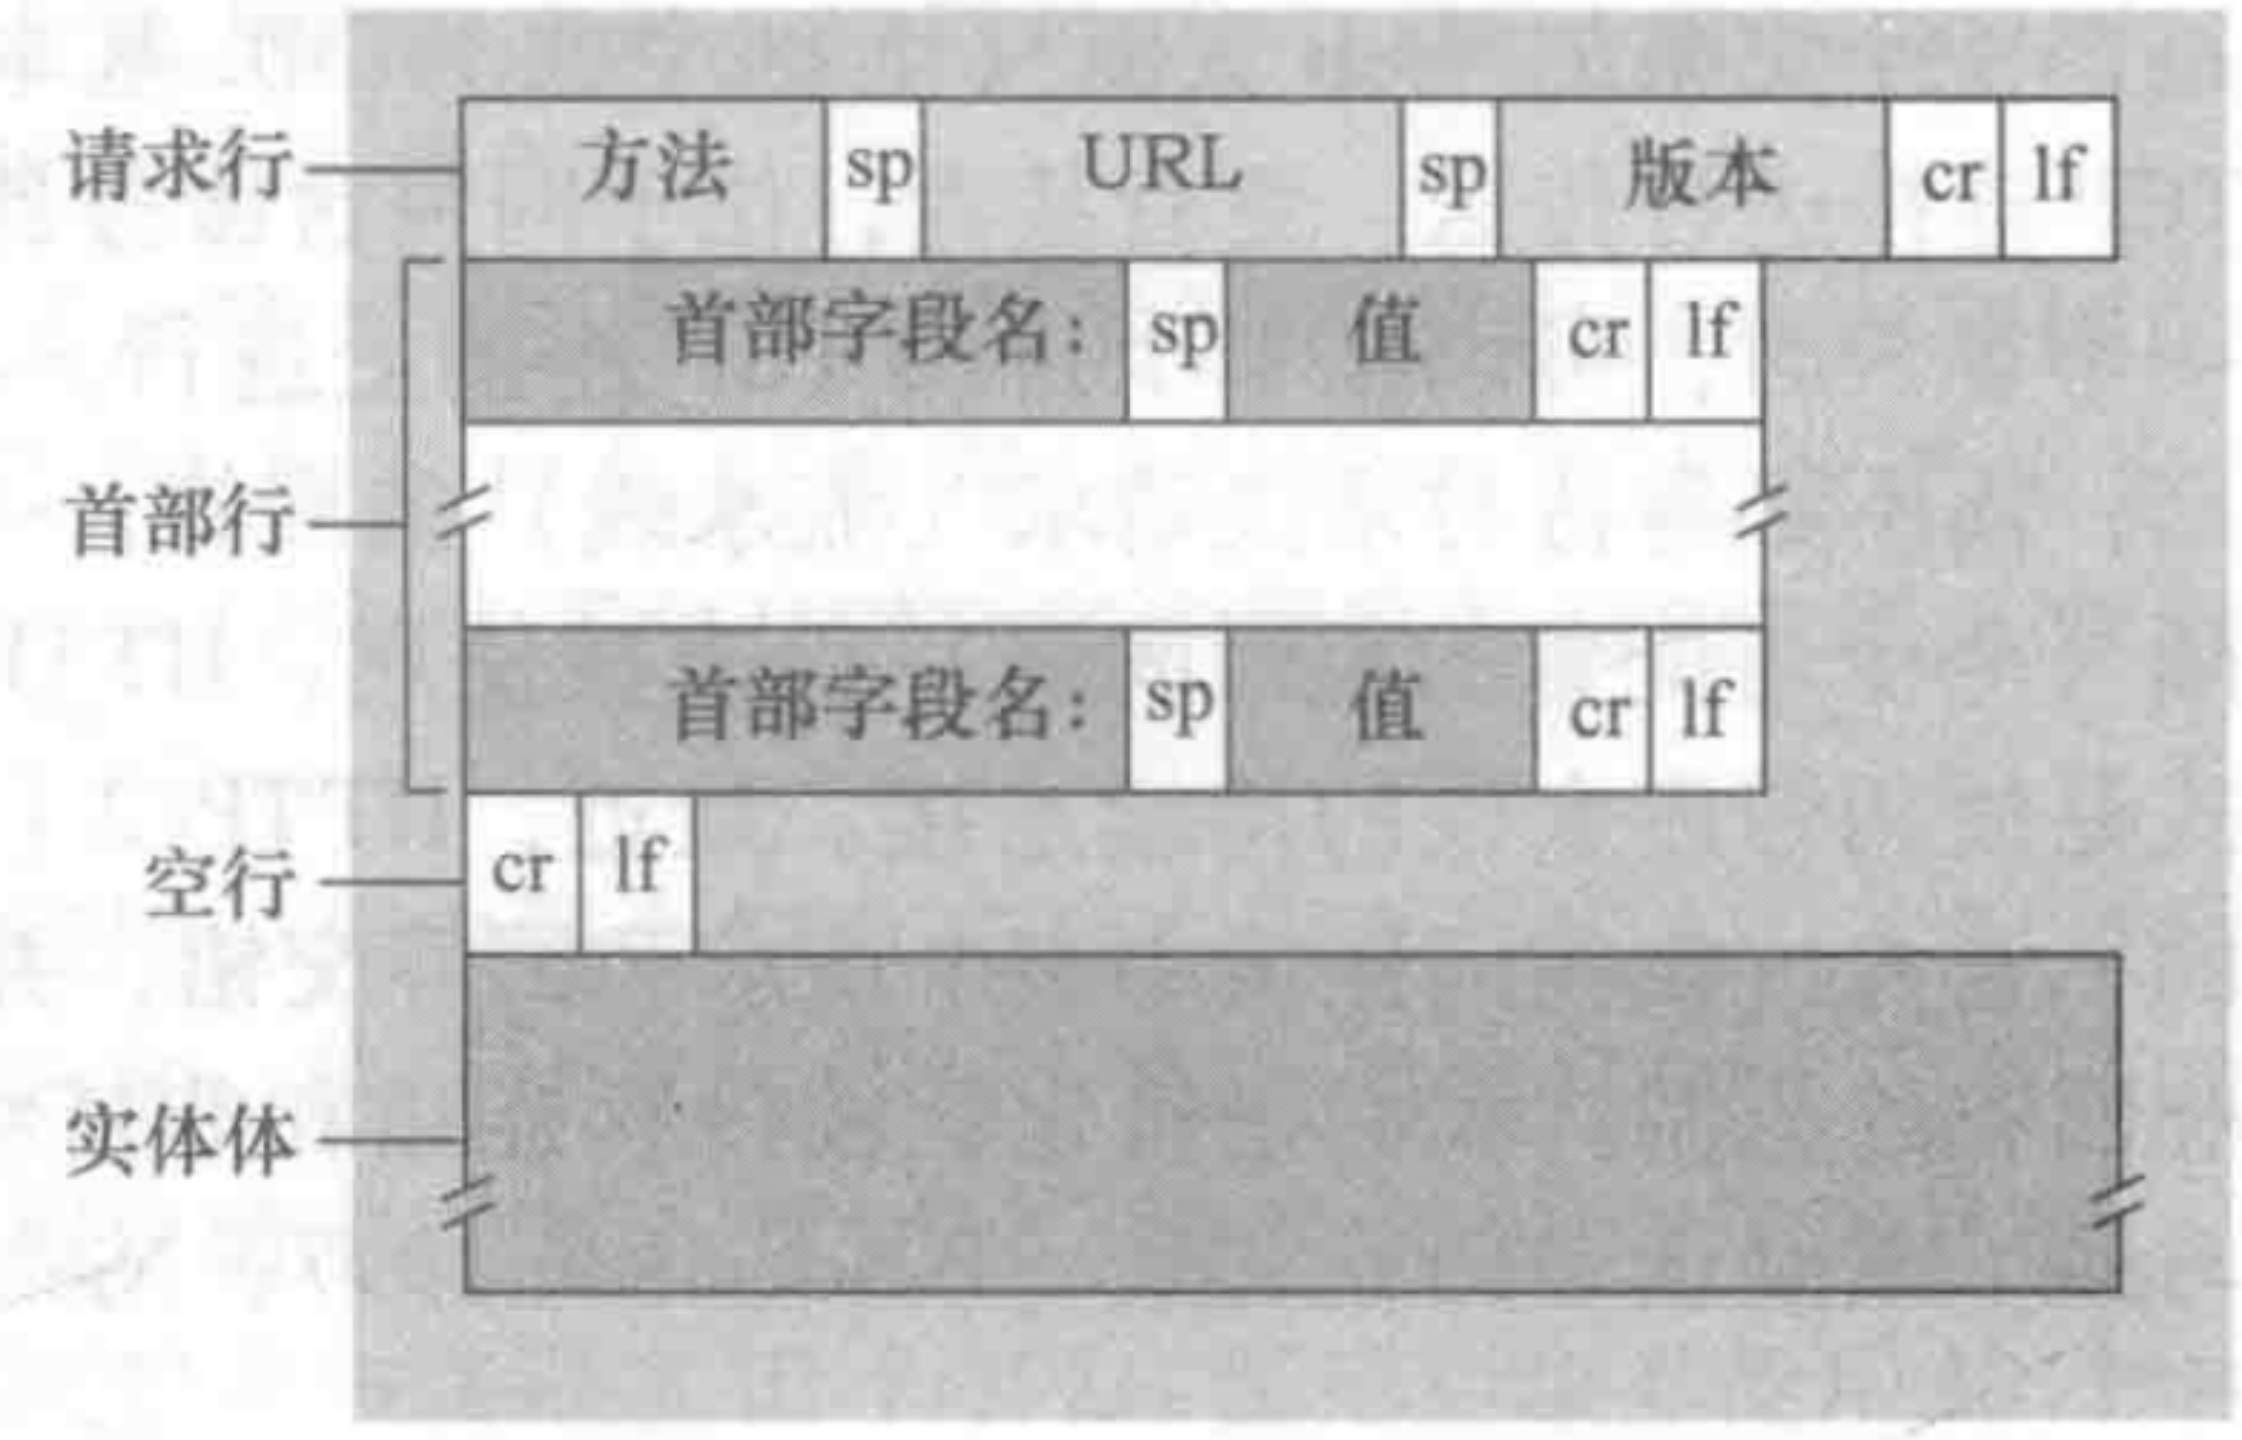 请求行 方法 sp URL sp 版本 cr lf
首部字段名： sp 值 cr lf
首部行
首部字段名： sp 值 cr lf
空行 cr lf
实体体